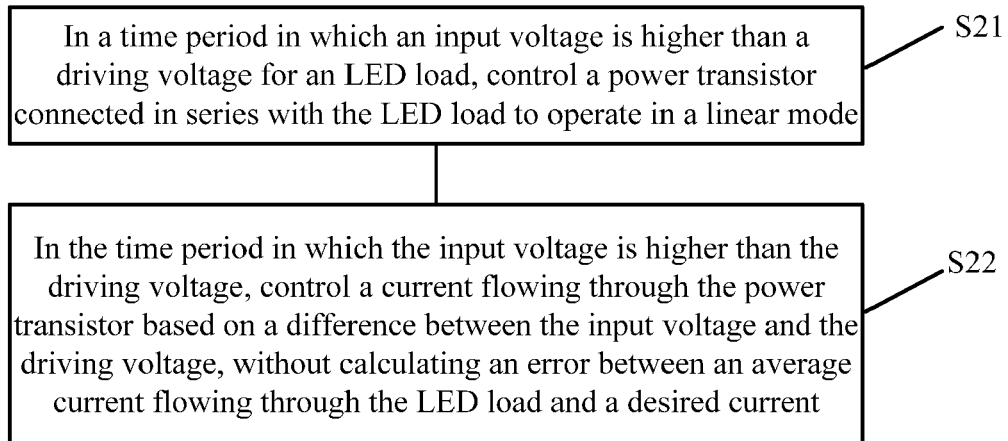 In a time period in which an input voltage is higher than a
driving voltage for an LED load, control a power transistor
connected in series with the LED load to operate in a linear mode
S21
In the time period in which the input voltage is higher than the
driving voltage, control a current flowing through the power
transistor based on a difference between the input voltage and the
driving voltage, without calculating an error between an average
current flowing through the LED load and a desired current
S22